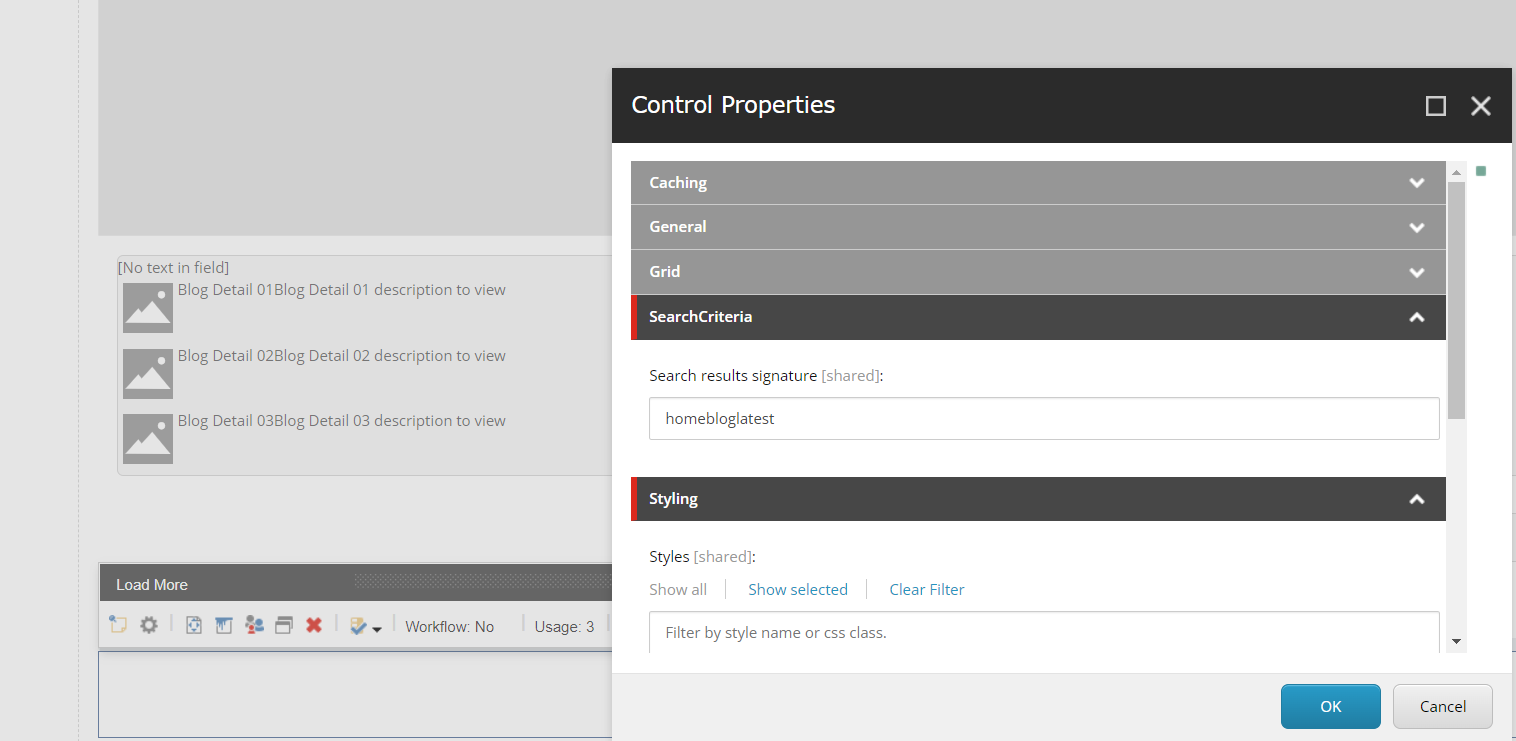 Control Properties
Caching
General
Grid
SearchCriteria
Search results signature [shared]:
homebloglatest
Styling
Styles [shared]:
Show all
Show selected
Clear Filter
Filter by style name or css class.
OK
Cancel
[No text in field]
Blog Detail 01Blog Detail 01 description to view
Blog Detail 02Blog Detail 02 description to view
Blog Detail 03Blog Detail 03 description to view
Load More
Workflow: No
Usage: 3